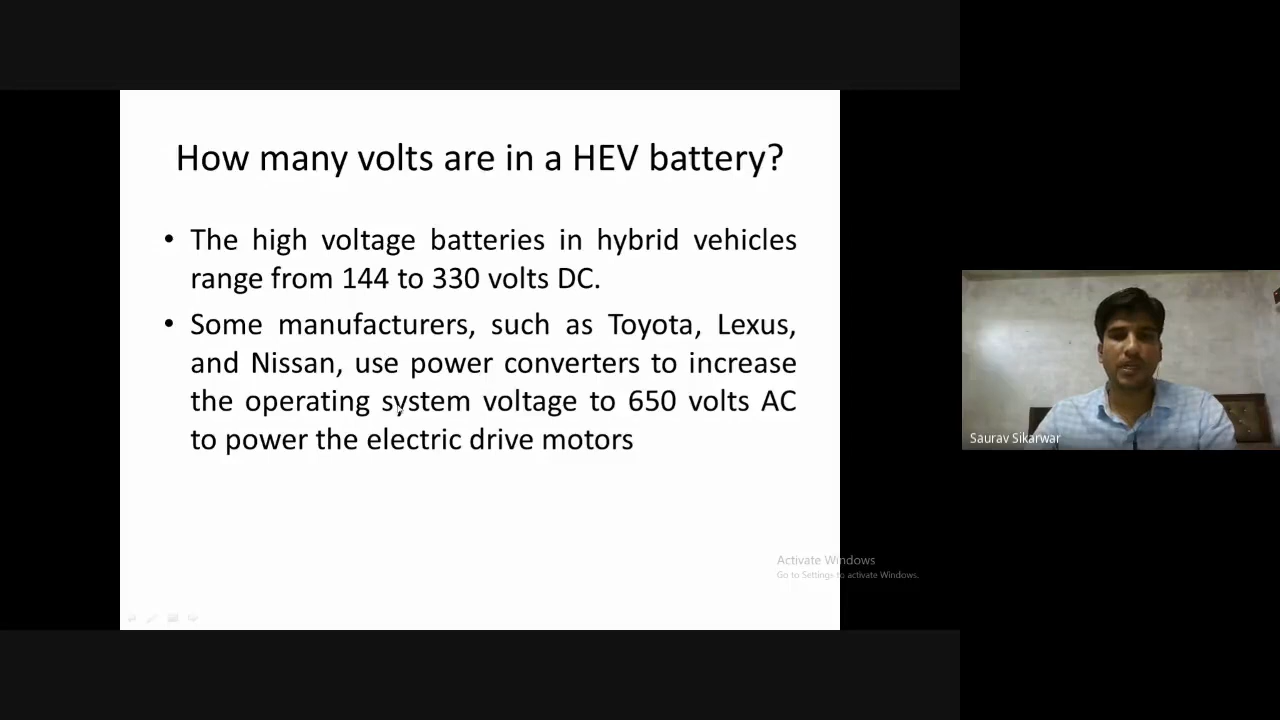 How many volts are in a HEV battery?
• The high voltage batteries in hybrid vehicles
range from 144 to 330 volts DC.
• Some manufacturers, such as Toyota, Lexus,
and Nissan, use power converters to increase
the operating system voltage to 650 volts AC
to power the electric drive motors
Saurav Sikarwar
Activate Windows
Go to Settings to activate Windows.